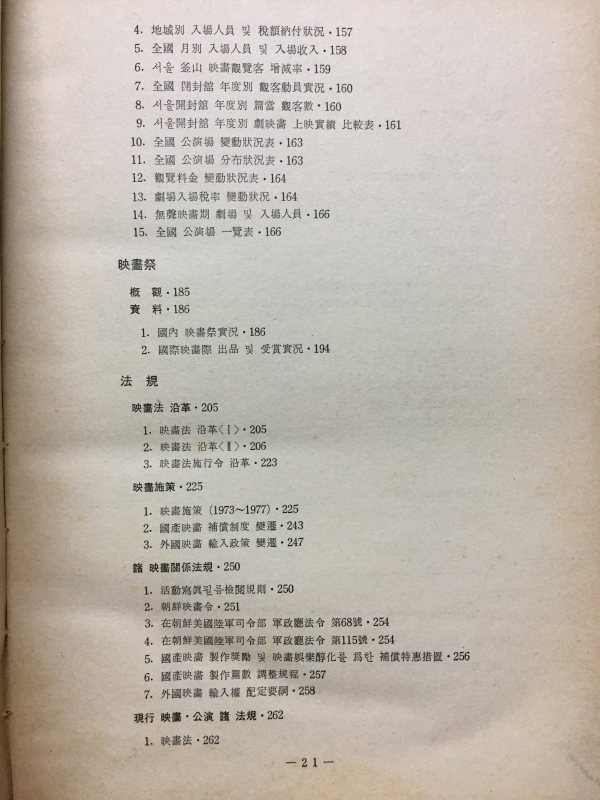 4. 地域別 入場人員 및 稅額納付狀況・157
5. 全國 月別 入場人員 및 入場收入・158
6. 서울 釜山 映畵觀覽客 增減率・159
7. 全國 開封館 年度別 觀客動員實況・160
8. 서울開封館 年度別 篇當 觀客數・160
9. 서울開封館 年度別 劇映畵 上映實績 比較表・161
10. 全國 公演場 變動狀況表・163
11. 全國 公演場 分布狀況表・163
12. 觀覽料金 變動狀況表・164
13. 劇場入場稅率 變動狀況・164
14. 無聲映畵期 劇場 및 入場人員・166
15. 全國 公演場 一覽表・166
映畵祭
槪 觀・185
資 料・186
1. 國內 映畵祭實況・186
2. 國際映畵際 出品 및 受賞實況・194
法 規
映畵法 沿革・205
1. 映畵法 沿革〈Ⅰ〉・205
2. 映畵法 沿革〈Ⅱ〉・206
3. 映畵法施行令 沿革・223
映畵施策・225
1. 映畵施策 (1973～1977)・225
2. 國產映畵 補償制度 變遷・243
3. 外國映畵 輸入政策 變遷・247
諸 映畵關係法規・250
1. 活動寫眞필름檢閱規則・250
2. 朝鮮映畵令・251
3. 在朝鮮美國陸軍司令部 軍政廳法令 第68號・254
4. 在朝鮮美國陸軍司令部 軍政廳法令 第115號・254
5. 國產映畵 製作奬勵 및 映畵娛樂醇化를 爲한 補償特惠措置・256
6. 國產映畵 製作篇數 調整規程・257
7. 外國映畵 輸入權 配定要綱・258
現行 映畵・公演 諸 法規・262
1. 映畵法・262
— 2 1 —